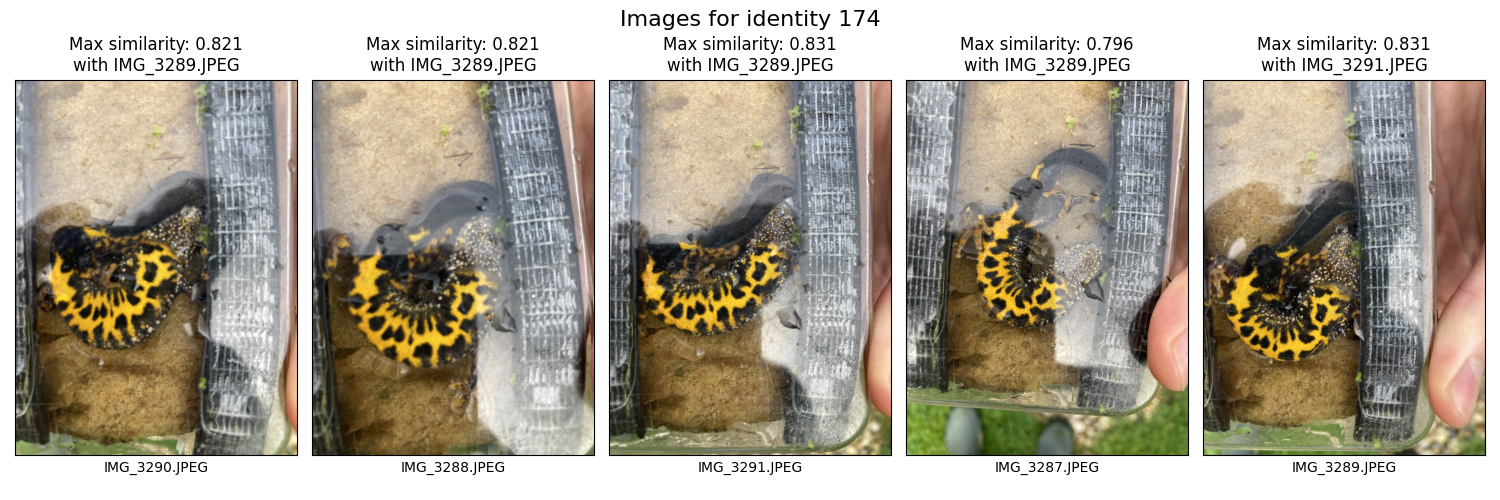 Images for identity 174
Max similarity: 0.821
with IMG_3289.JPEG
Max similarity: 0.821
with IMG_3289.JPEG
Max similarity: 0.831
with IMG_3289.JPEG
Max similarity: 0.796
with IMG_3289.JPEG
Max similarity: 0.831
with IMG_3291.JPEG
IMG_3290.JPEG
IMG_3288.JPEG
IMG_3291.JPEG
IMG_3287.JPEG
IMG_3289.JPEG